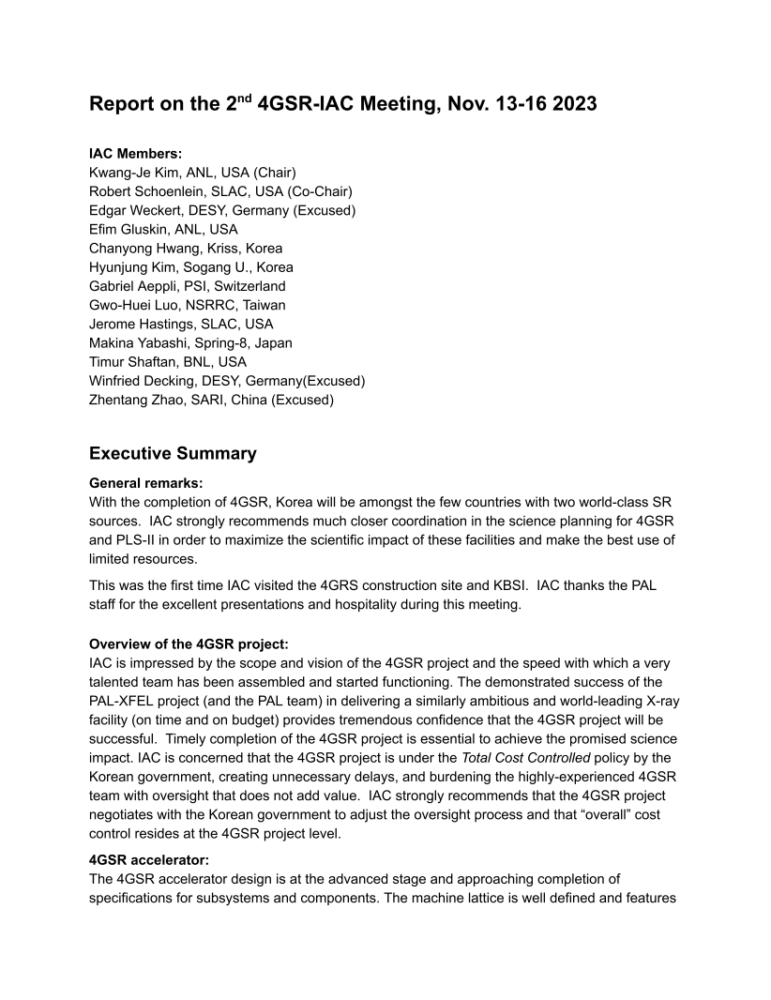 Report on the 2nd 4GSR-IAC Meeting, Nov. 13-16 2023
IAC Members:
Kwang-Je Kim, ANL, USA (Chair)
Robert Schoenlein, SLAC, USA (Co-Chair)
Edgar Weckert, DESY, Germany (Excused)
Efim Gluskin, ANL, USA
Chanyong Hwang, Kriss, Korea
Hyunjung Kim, Sogang U., Korea
Gabriel Aeppli, PSI, Switzerland
Gwo-Huei Luo, NSRRC, Taiwan
Jerome Hastings, SLAC, USA
Makina Yabashi, Spring-8, Japan
Timur Shaftan, BNL, USA
Winfried Decking, DESY, Germany(Excused)
Zhentang Zhao, SARI, China (Excused)
Executive Summary
General remarks:
With the completion of 4GSR, Korea will be amongst the few countries with two world-class SR
sources.  IAC strongly recommends much closer coordination in the science planning for 4GSR
and PLS-II in order to maximize the scientific impact of these facilities and make the best use of
limited resources.
This was the first time IAC visited the 4GRS construction site and KBSI.  IAC thanks the PAL
staff for the excellent presentations and hospitality during this meeting.
Overview of the 4GSR project:
IAC is impressed by the scope and vision of the 4GSR project and the speed with which a very
talented team has been assembled and started functioning. The demonstrated success of the
PAL-XFEL project (and the PAL team) in delivering a similarly ambitious and world-leading X-ray
facility (on time and on budget) provides tremendous confidence that the 4GSR project will be
successful.  Timely completion of the 4GSR project is essential to achieve the promised science
impact. IAC is concerned that the 4GSR project is under the Total Cost Controlled policy by the
Korean government, creating unnecessary delays, and burdening the highly-experienced 4GSR
team with oversight that does not add value.  IAC strongly recommends that the 4GSR project
negotiates with the Korean government to adjust the oversight process and that “overall” cost
control resides at the 4GSR project level.
4GSR accelerator:
The 4GSR accelerator design is at the advanced stage and approaching completion of
specifications for subsystems and components. The machine lattice is well defined and features